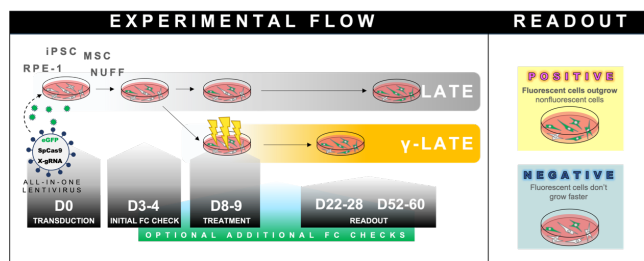 EXPERIMENTAL FLOW
READOUT
iPSC
MSC
RPE-1
NUFF
LATE
γ-LATE
eGFP
SpCas9
X-gRNA
ALL-IN-ONE
LENTIVIRUS
D0
TRANSDUCTION
D3-4
INITIAL FC CHECK
D8-9
TREATMENT
D22-28 D52-60
READOUT
OPTIONAL ADDITIONAL FC CHECKS
POSITIVE
Fluorescent cells outgrow
nonfluorescent cells
NEGATIVE
Fluorescent cells don't
grow faster